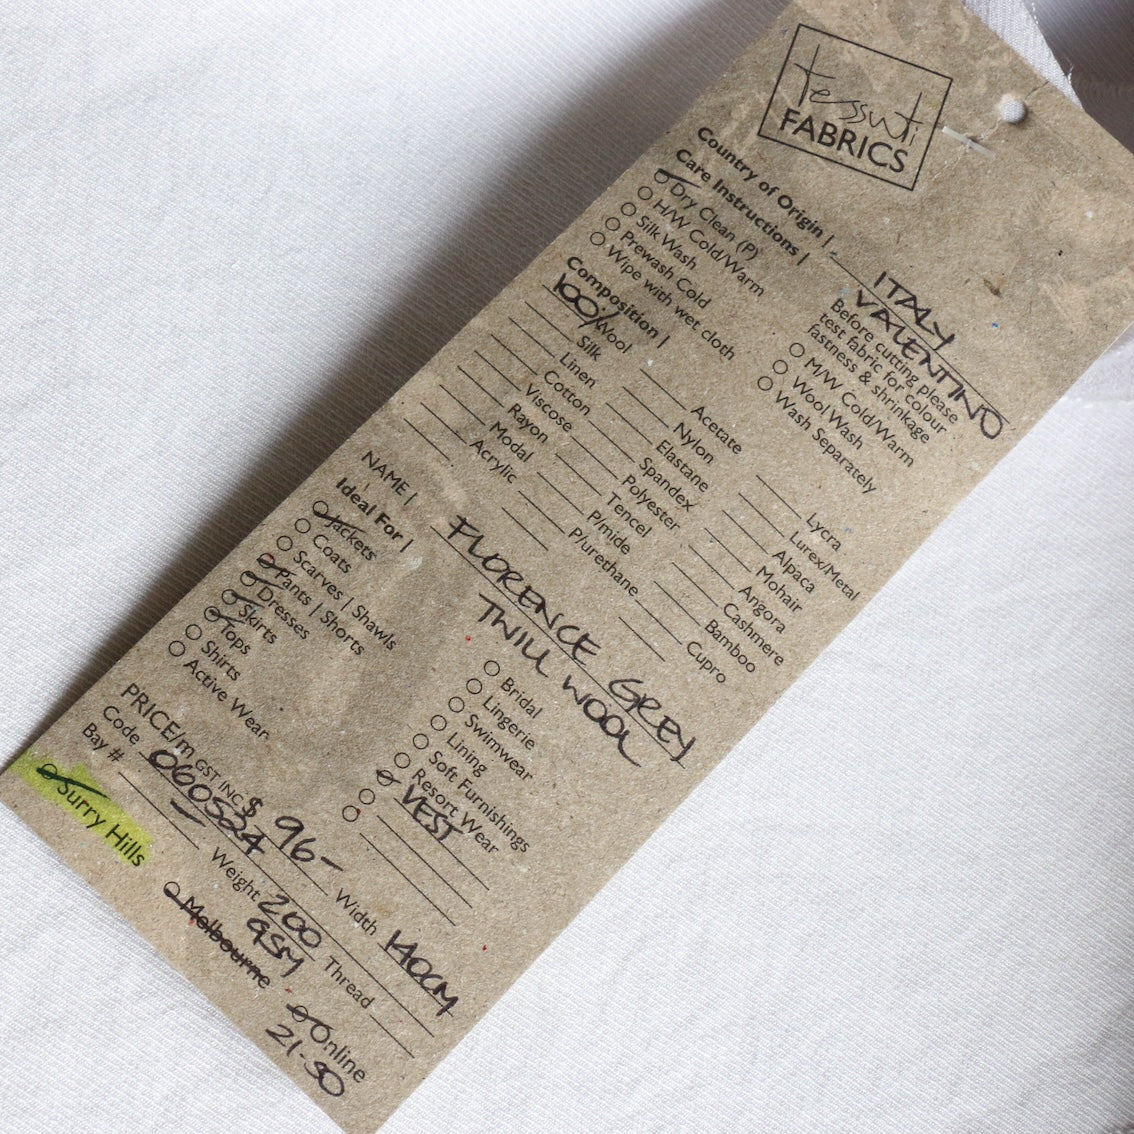 tessuti
FABRICS
Country of Origin | ITALY
VALENTINO
Care Instructions |
Dry Clean (P)
H/W Cold/Warm
Silk Wash
Prewash Cold
Wipe with wet cloth
Before cutting please
test fabric for colour
fastness & shrinkage
M/W Cold/Warm
Wool Wash
Wash Separately
Composition |
100% Wool
Silk
Linen
Cotton
Viscose
Rayon
Modal
Acrylic
Acetate
Nylon
Elastane
Spandex
Polyester
Tencel
P/mide
P/urethane
Lycra
Lurex/Metal
Alpaca
Mohair
Angora
Cashmere
Bamboo
Cupro
NAME | FLORENCE GREY
TWILL WOOL
Ideal For |
Jackets
Coats
Scarves | Shawls
Pants | Shorts
Dresses
Skirts
Tops
Shirts
Active Wear
Bridal
Lingerie
Swimwear
Lining
Soft Furnishings
Resort Wear
VEST
PRICE/m GST INC $ 96- Width 140CM
Code 060524 Weight 200 GSM Thread
Bay #
Surry Hills
Melbourne
Online
21-30